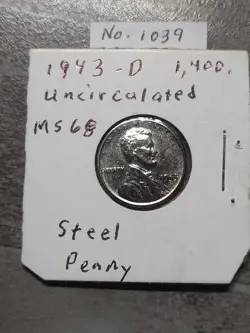 No. 1039
1943-D 1,400.
uncirculated
MS68
Steel
Penny